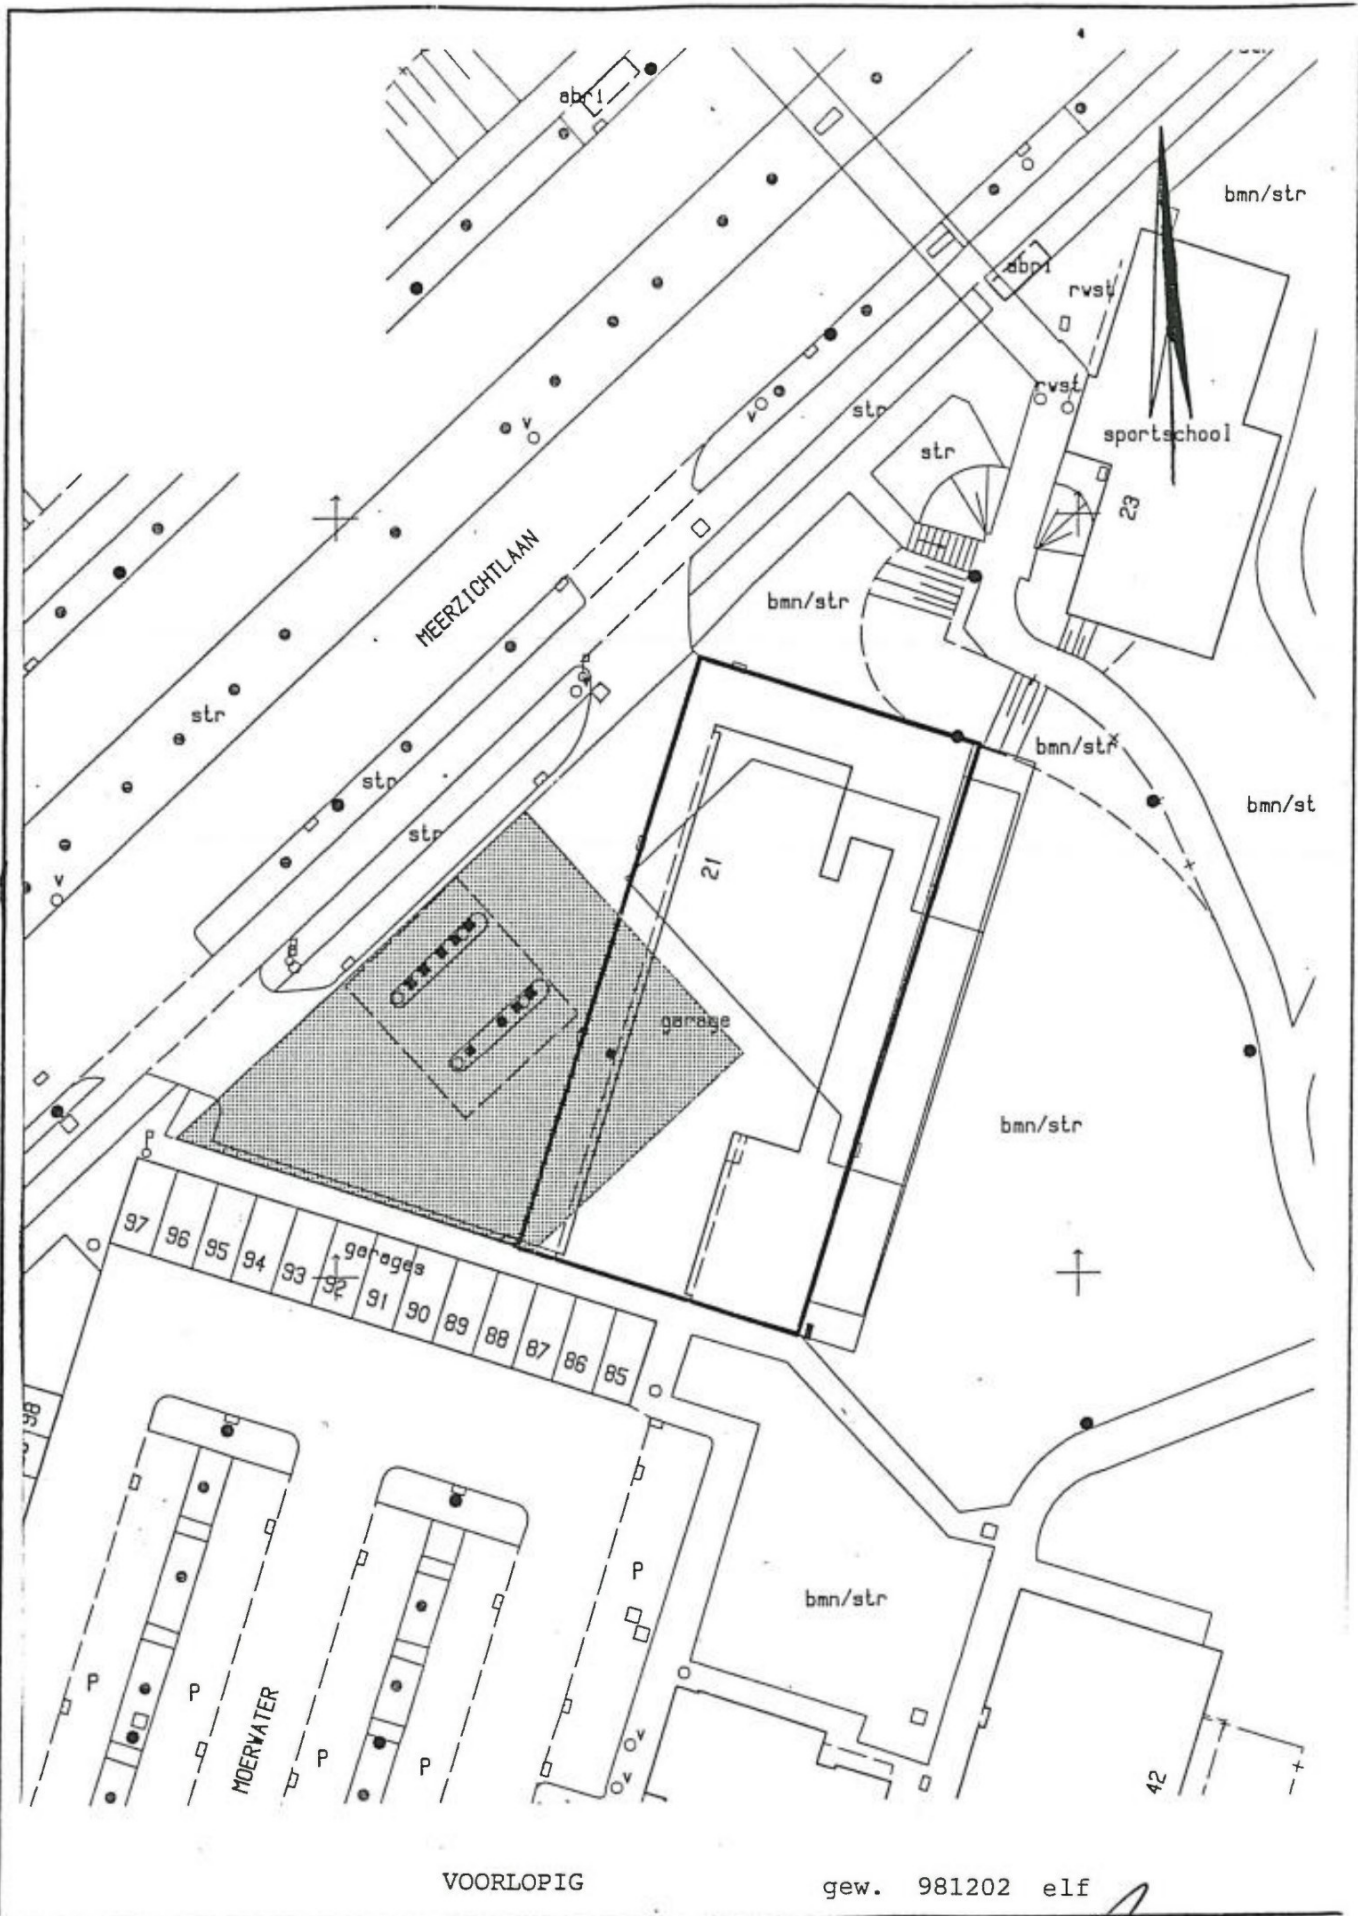 4
abri
bmn/str
abri
rwst
rwst
str
sportschool
str
v
v
23
MEERZICHTLAAN
bmn/str
str
bmn/str
str
bmn/st
str
21
v
garage
bmn/str
97
96
95
94
93
92
91
90
89
88
87
86
85
garages
98
P
bmn/str
P
P
P
P
MOERWATER
v
v
42
VOORLOPIG
gew. 981202 elf